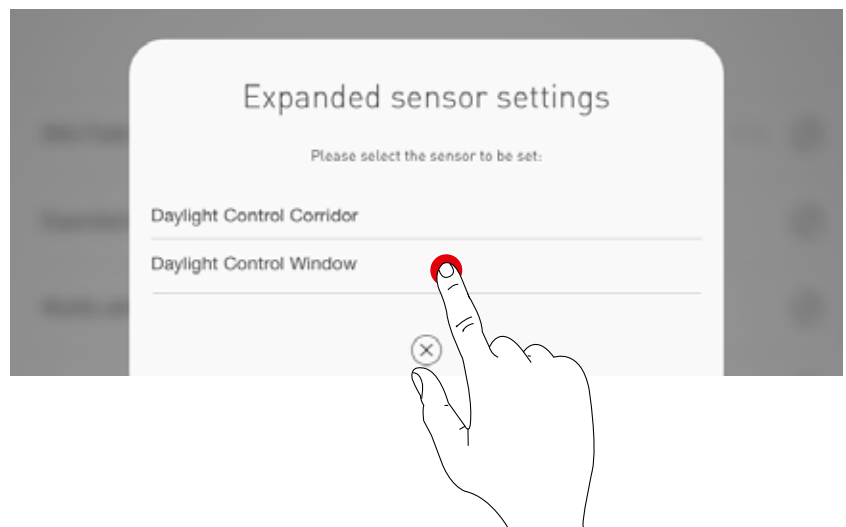 Expanded sensor settings
Please select the sensor to be set:
Daylight Control Corridor
Daylight Control Window